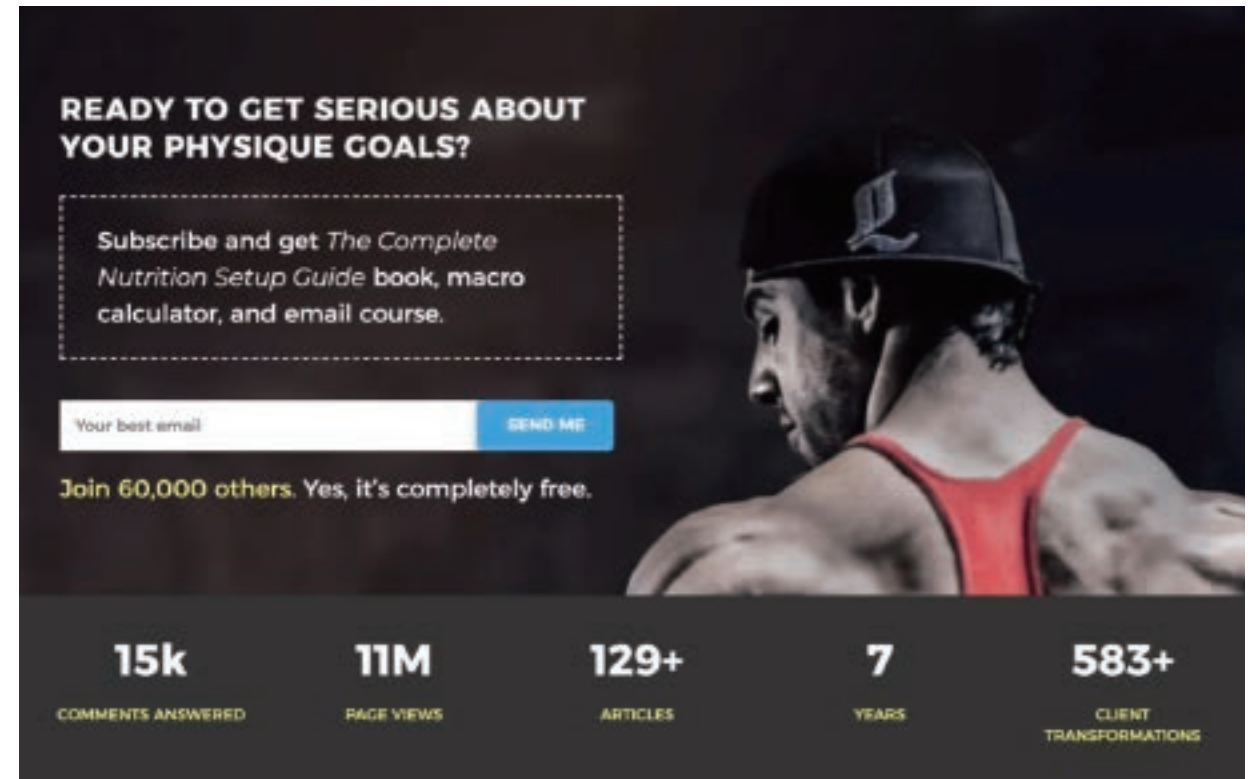 READY TO GET SERIOUS ABOUT
YOUR PHYSIQUE GOALS?
Subscribe and get The Complete
Nutrition Setup Guide book, macro
calculator, and email course.
Your best email
SEND ME
Join 60,000 others. Yes, it's completely free.
15k
COMMENTS ANSWERED
11M
PAGE VIEWS
129+
ARTICLES
7
YEARS
583+
CLIENT
TRANSFORMATIONS